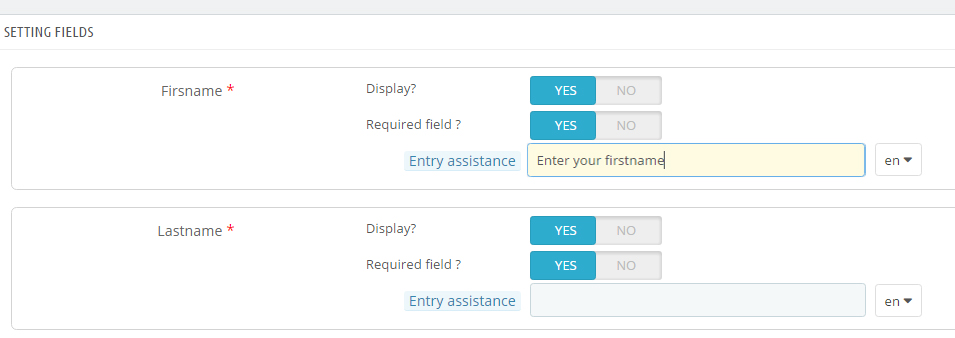 SETTING FIELDS
Firsname * Display? YES NO
Required field ? YES NO
Entry assistance Enter your firstname en
Lastname * Display? YES NO
Required field ? YES NO
Entry assistance en